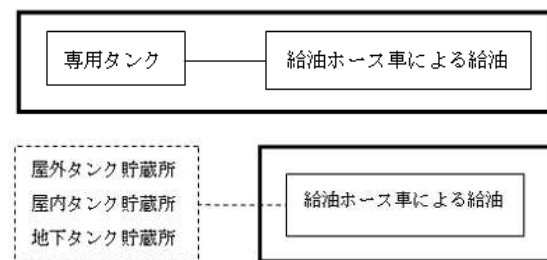 専用タンク
給油ホース車による給油
屋外タンク貯蔵所
屋内タンク貯蔵所
地下タンク貯蔵所
給油ホース車による給油